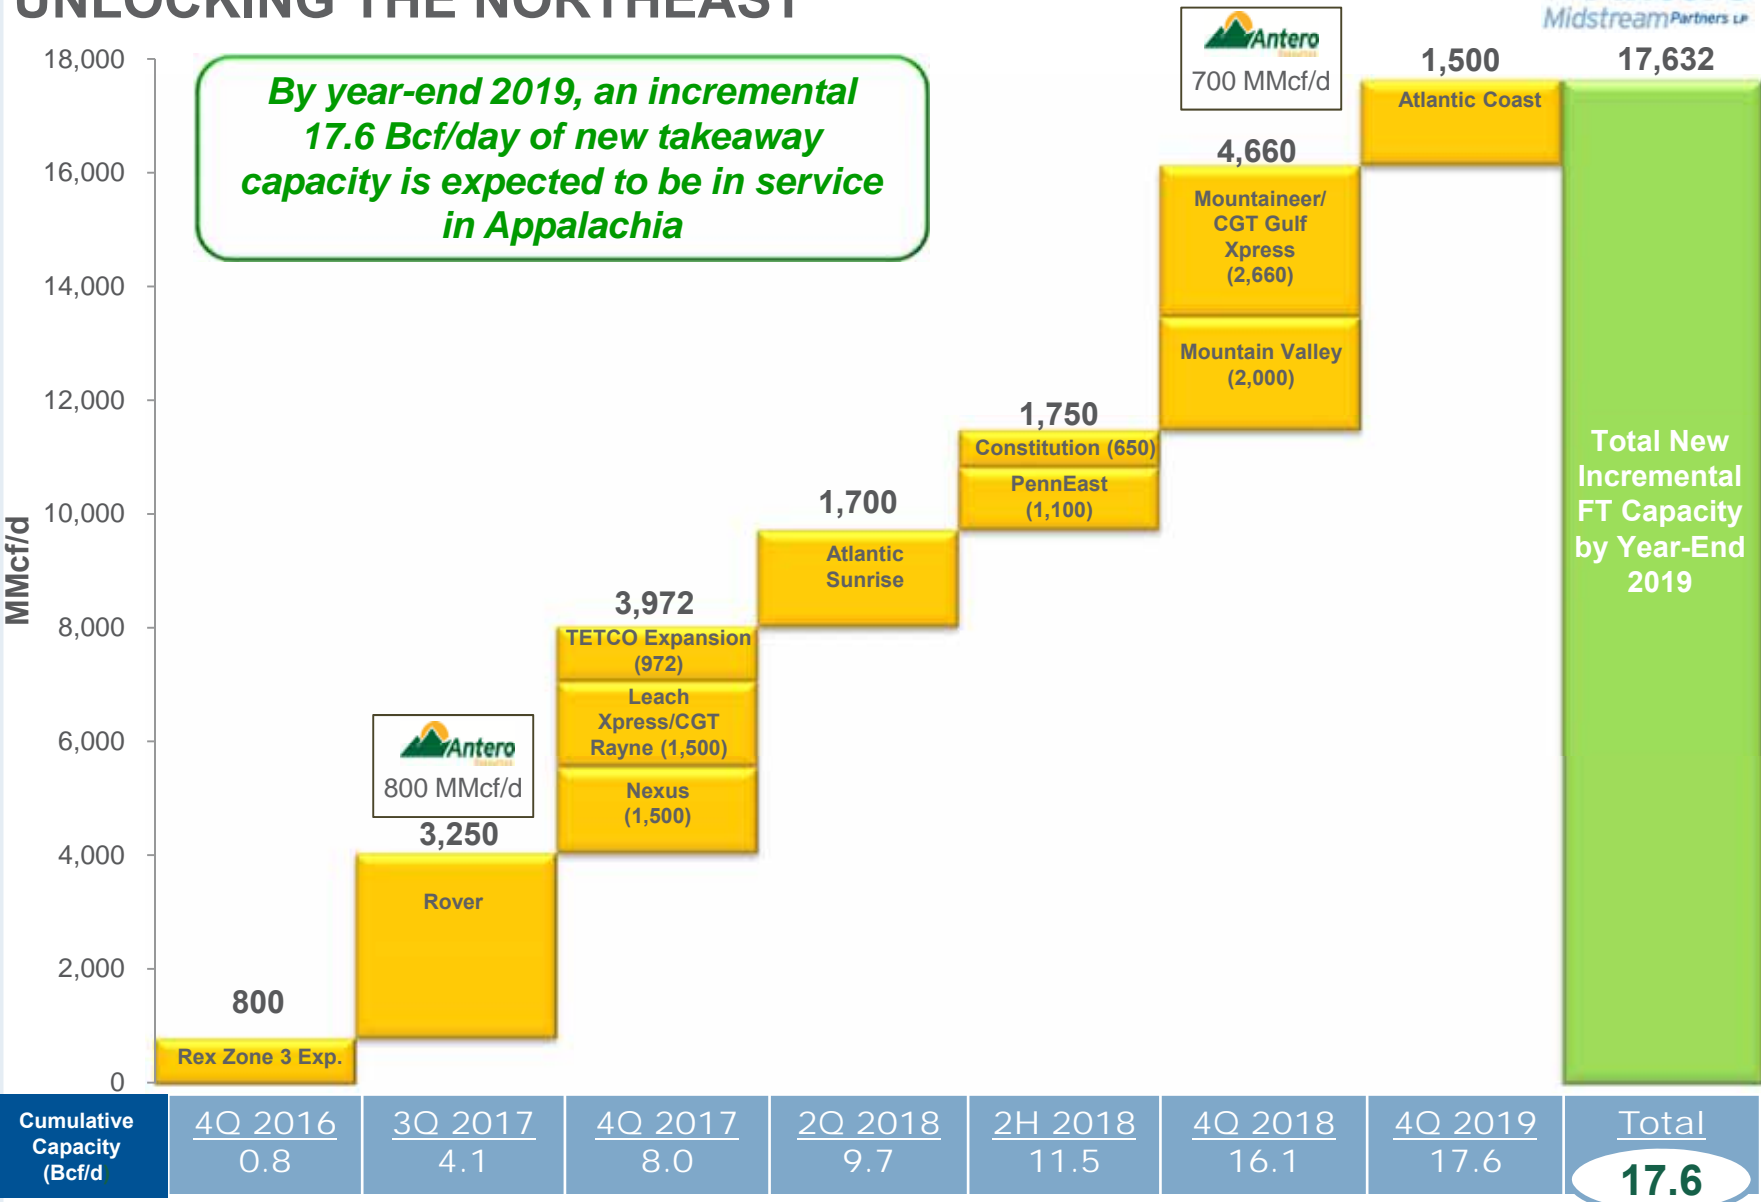 UNLOCKING THE NORTHEAST
Midstream Partners LP
By year-end 2019, an incremental
17.6 Bcf/day of new takeaway
capacity is expected to be in service
in Appalachia
Antero
Resources
700 MMcf/d
Antero
Resources
800 MMcf/d
MMcf/d
18,000
16,000
14,000
12,000
10,000
8,000
6,000
4,000
2,000
0
800
Rex Zone 3 Exp.
3,250
Rover
3,972
TETCO Expansion
(972)
Leach
Xpress/CGT
Rayne (1,500)
Nexus
(1,500)
1,700
Atlantic
Sunrise
1,750
Constitution (650)
PennEast
(1,100)
4,660
Mountaineer/
CGT Gulf
Xpress
(2,660)
Mountain Valley
(2,000)
1,500
Atlantic Coast
17,632
Total New
Incremental
FT Capacity
by Year-End
2019
Cumulative
Capacity
(Bcf/d
4Q 2016
0.8
3Q 2017
4.1
4Q 2017
8.0
2Q 2018
9.7
2H 2018
11.5
4Q 2018
16.1
4Q 2019
17.6
Total
17.6